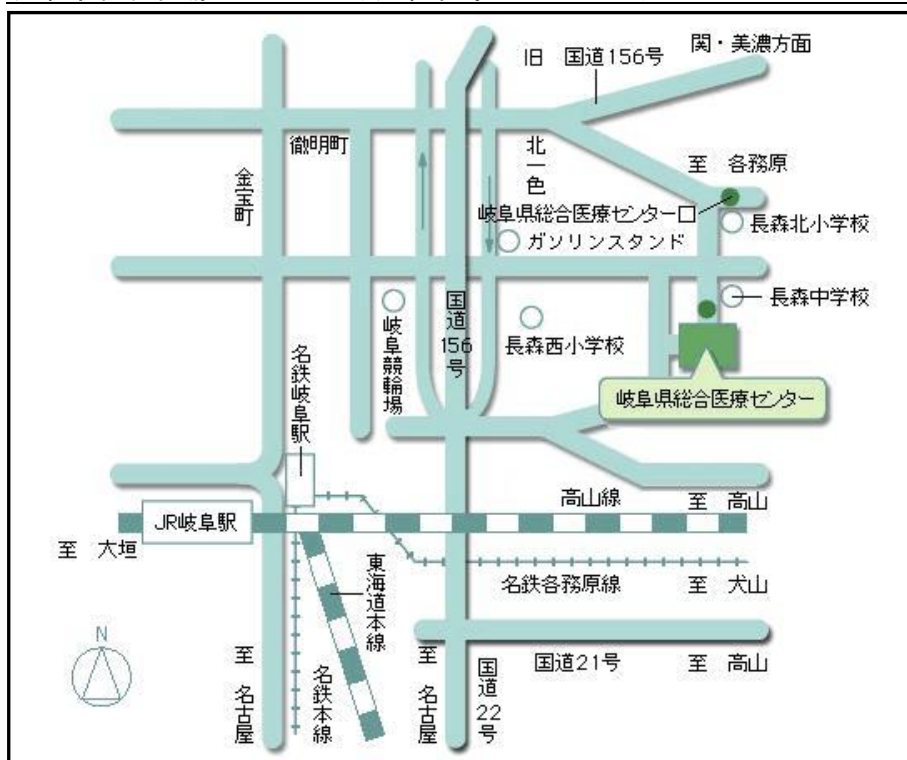 関・美濃方面
旧 国道156号
徹明町
金宝町
北一色
至 各務原
岐阜県総合医療センター口
長森北小学校
ガソリンスタンド
長森中学校
国道156号
岐阜競輪場
長森西小学校
名鉄岐阜駅
岐阜県総合医療センター
高山線
至 高山
JR岐阜駅
至 大垣
名鉄各務原線
至 犬山
東海道本線
N
至 名古屋
名鉄本線
至 名古屋
国道22号
国道21号
至 高山